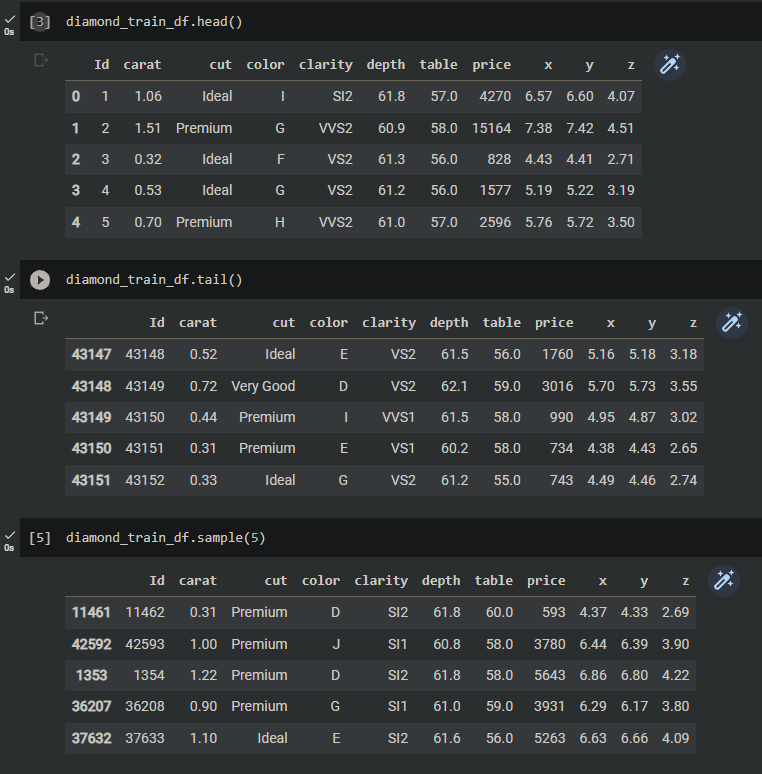 [3] diamond_train_df.head()
0s
Id carat cut color clarity depth table price x y z
0 1 1.06 Ideal I SI2 61.8 57.0 4270 6.57 6.60 4.07
1 2 1.51 Premium G VVS2 60.9 58.0 15164 7.38 7.42 4.51
2 3 0.32 Ideal F VS2 61.3 56.0 828 4.43 4.41 2.71
3 4 0.53 Ideal G VS2 61.2 56.0 1577 5.19 5.22 3.19
4 5 0.70 Premium H VVS2 61.0 57.0 2596 5.76 5.72 3.50
diamond_train_df.tail()
0s
Id carat cut color clarity depth table price x y z
43147 43148 0.52 Ideal E VS2 61.5 56.0 1760 5.16 5.18 3.18
43148 43149 0.72 Very Good D VS2 62.1 59.0 3016 5.70 5.73 3.55
43149 43150 0.44 Premium I VVS1 61.5 58.0 990 4.95 4.87 3.02
43150 43151 0.31 Premium E VS1 60.2 58.0 734 4.38 4.43 2.65
43151 43152 0.33 Ideal G VS2 61.2 55.0 743 4.49 4.46 2.74
[5] diamond_train_df.sample(5)
0s
Id carat cut color clarity depth table price x y z
11461 11462 0.31 Premium D SI2 61.8 60.0 593 4.37 4.33 2.69
42592 42593 1.00 Premium J SI1 60.8 58.0 3780 6.44 6.39 3.90
1353 1354 1.22 Premium D SI2 61.8 58.0 5643 6.86 6.80 4.22
36207 36208 0.90 Premium G SI1 61.0 59.0 3931 6.29 6.17 3.80
37632 37633 1.10 Ideal E SI2 61.6 56.0 5263 6.63 6.66 4.09